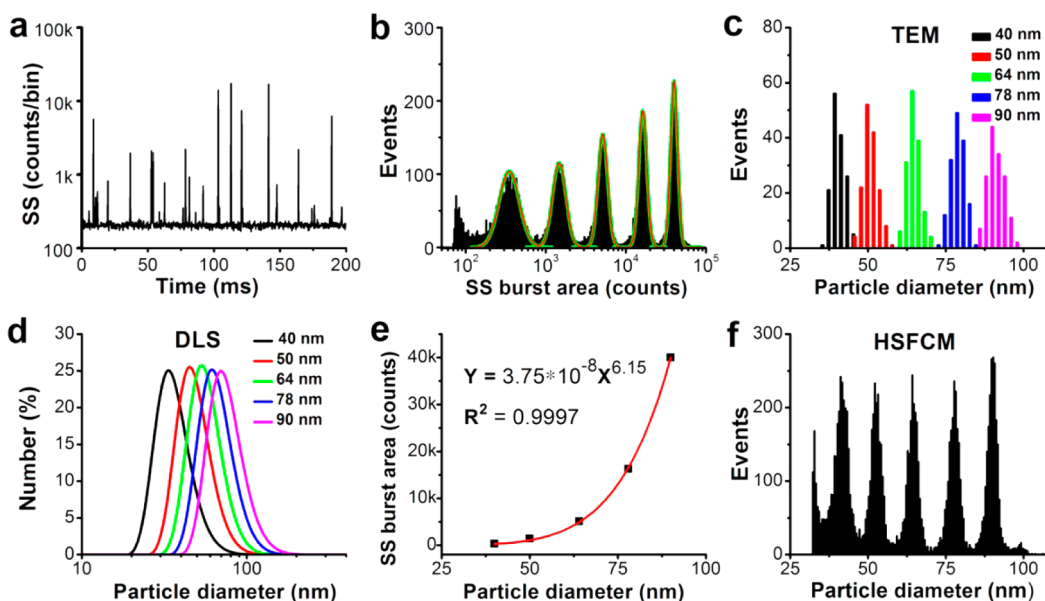 a
SS (counts/bin)
100k
10k
1k
100
0
50
100
150
200
Time (ms)
b
Events
300
200
100
0
10²
10³
10⁴
10⁵
SS burst area (counts)
c
TEM
40 nm
50 nm
64 nm
78 nm
90 nm
Events
80
60
40
20
0
25
50
75
100
Particle diameter (nm)
d
DLS
40 nm
50 nm
64 nm
78 nm
90 nm
Number (%)
30
25
20
15
10
5
0
10
100
Particle diameter (nm)
e
SS burst area (counts)
Y = 3.75*10⁻⁸X⁶·¹⁵
R² = 0.9997
40k
30k
20k
10k
0
25
50
75
100
Particle diameter (nm)
f
HSFCM
Events
300
200
100
0
25
50
75
100
Particle diameter (nm)